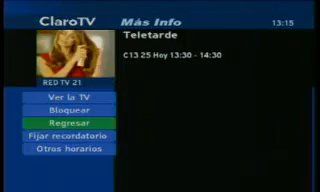 ClaroTV
Más Info
13:15
Teletarde
C13 25 Hoy 13:30 - 14:30
RED TV 21
Ver la TV
Bloquear
Regresar
Fijar recordatorio
Otros horarios